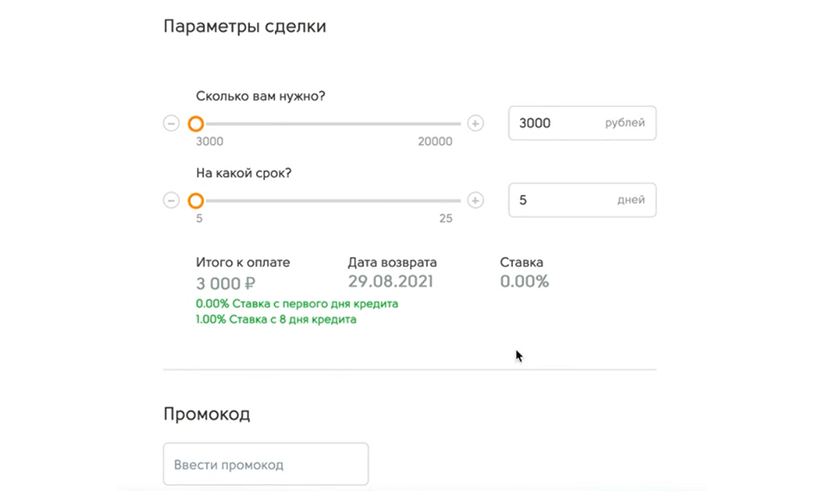 Параметры сделки
Сколько вам нужно?
3000 20000
3000 рублей
На какой срок?
5 25
5 дней
Итого к оплате Дата возврата Ставка
3 000 ₽ 29.08.2021 0.00%
0.00% Ставка с первого дня кредита
1.00% Ставка с 8 дня кредита
Промокод
Ввести промокод